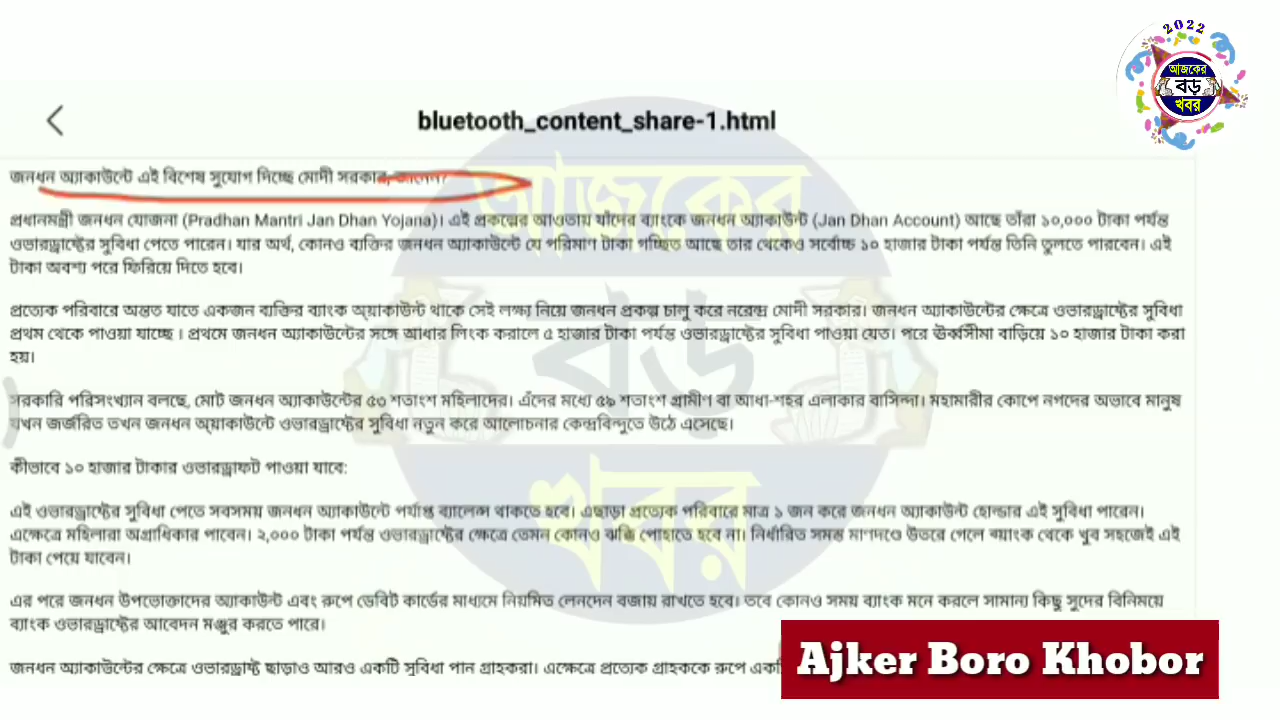 2022
আজকের
বড়
খবর
bluetooth_content_share-1.html
জনধন অ্যাকাউন্টে এই বিশেষ সুযোগ দিচ্ছে মোদী সরকার, জানেন?
প্রধানমন্ত্রী জনধন যোজনা (Pradhan Mantri Jan Dhan Yojana)। এই প্রকল্পের আওতায় যাঁদের ব্যাংকে জনধন অ্যাকাউন্ট (Jan Dhan Account) আছে তাঁরা ১০,০০০ টাকা পর্যন্ত
ওভারড্রাফ্টের সুবিধা পেতে পারেন। যার অর্থ, কোনও ব্যক্তির জনধন অ্যাকাউন্টে যে পরিমাণ টাকা গচ্ছিত আছে তার থেকেও সর্বোচ্চ ১০ হাজার টাকা পর্যন্ত তিনি তুলতে পারবেন। এই
টাকা অবশ্য পরে ফিরিয়ে দিতে হবে।
প্রত্যেক পরিবারে অন্তত যাতে একজন ব্যক্তির ব্যাংক অ্য়াকাউন্ট থাকে সেই লক্ষ্য নিয়ে জনধন প্রকল্প চালু করে নরেন্দ্র মোদী সরকার। জনধন অ্যাকাউন্টের ক্ষেত্রে ওভারড্রাফ্টের সুবিধা
প্রথম থেকে পাওয়া যাচ্ছে । প্রথমে জনধন অ্যাকাউন্টের সঙ্গে আধার লিংক করালে ৫ হাজার টাকা পর্যন্ত ওভারড্রাফ্টের সুবিধা পাওয়া যেত। পরে ঊর্ধ্বসীমা বাড়িয়ে ১০ হাজার টাকা করা
হয়।
সরকারি পরিসংখ্যান বলছে, মোট জনধন অ্যাকাউন্টের ৫৩ শতাংশ মহিলাদের। এঁদের মধ্যে ৫৯ শতাংশ গ্রামীণ বা আধা-শহর এলাকার বাসিন্দা। মহামারীর কোপে নগদের অভাবে মানুষ
যখন জর্জরিত তখন জনধন অ্য়াকাউন্টে ওভারড্রাফ্টের সুবিধা নতুন করে আলোচনার কেন্দ্রবিন্দুতে উঠে এসেছে।
কীভাবে ১০ হাজার টাকার ওভারড্রাফট পাওয়া যাবে:
এই ওভারড্রাফ্টের সুবিধা পেতে সবসময় জনধন অ্যাকাউন্টে পর্যাপ্ত ব্যালেন্স থাকতে হবে। এছাড়া প্রত্যেক পরিবারে মাত্র ১ জন করে জনধন অ্যাকাউন্ট হোল্ডার এই সুবিধা পারেন।
এক্ষেত্রে মহিলারা অগ্রাধিকার পাবেন। ২,০০০ টাকা পর্যন্ত ওভারড্রাফ্টের ক্ষেত্রে তেমন কোনও ঝক্কি পোহাতে হবে না। নির্ধারিত সমস্ত মাণদণ্ডে উতরে গেলে ব্যাংক থেকে খুব সহজেই এই
টাকা পেয়ে যাবেন।
এর পরে জনধন উপভোক্তাদের অ্যাকাউন্ট এবং রুপে ডেবিট কার্ডের মাধ্যমে নিয়মিত লেনদেন বজায় রাখতে হবে। তবে কোনও সময় ব্যাংক মনে করলে সামান্য কিছু সুদের বিনিময়ে
ব্যাংক ওভারড্রাফ্টের আবেদন মঞ্জুর করতে পারে।
জনধন অ্যাকাউন্টের ক্ষেত্রে ওভারড্রাফ্ট ছাড়াও আরও একটি সুবিধা পান গ্রাহকরা। এক্ষেত্রে প্রত্যেক গ্রাহককে রুপে
Ajker Boro Khobor
আজকের
বড়
খবর